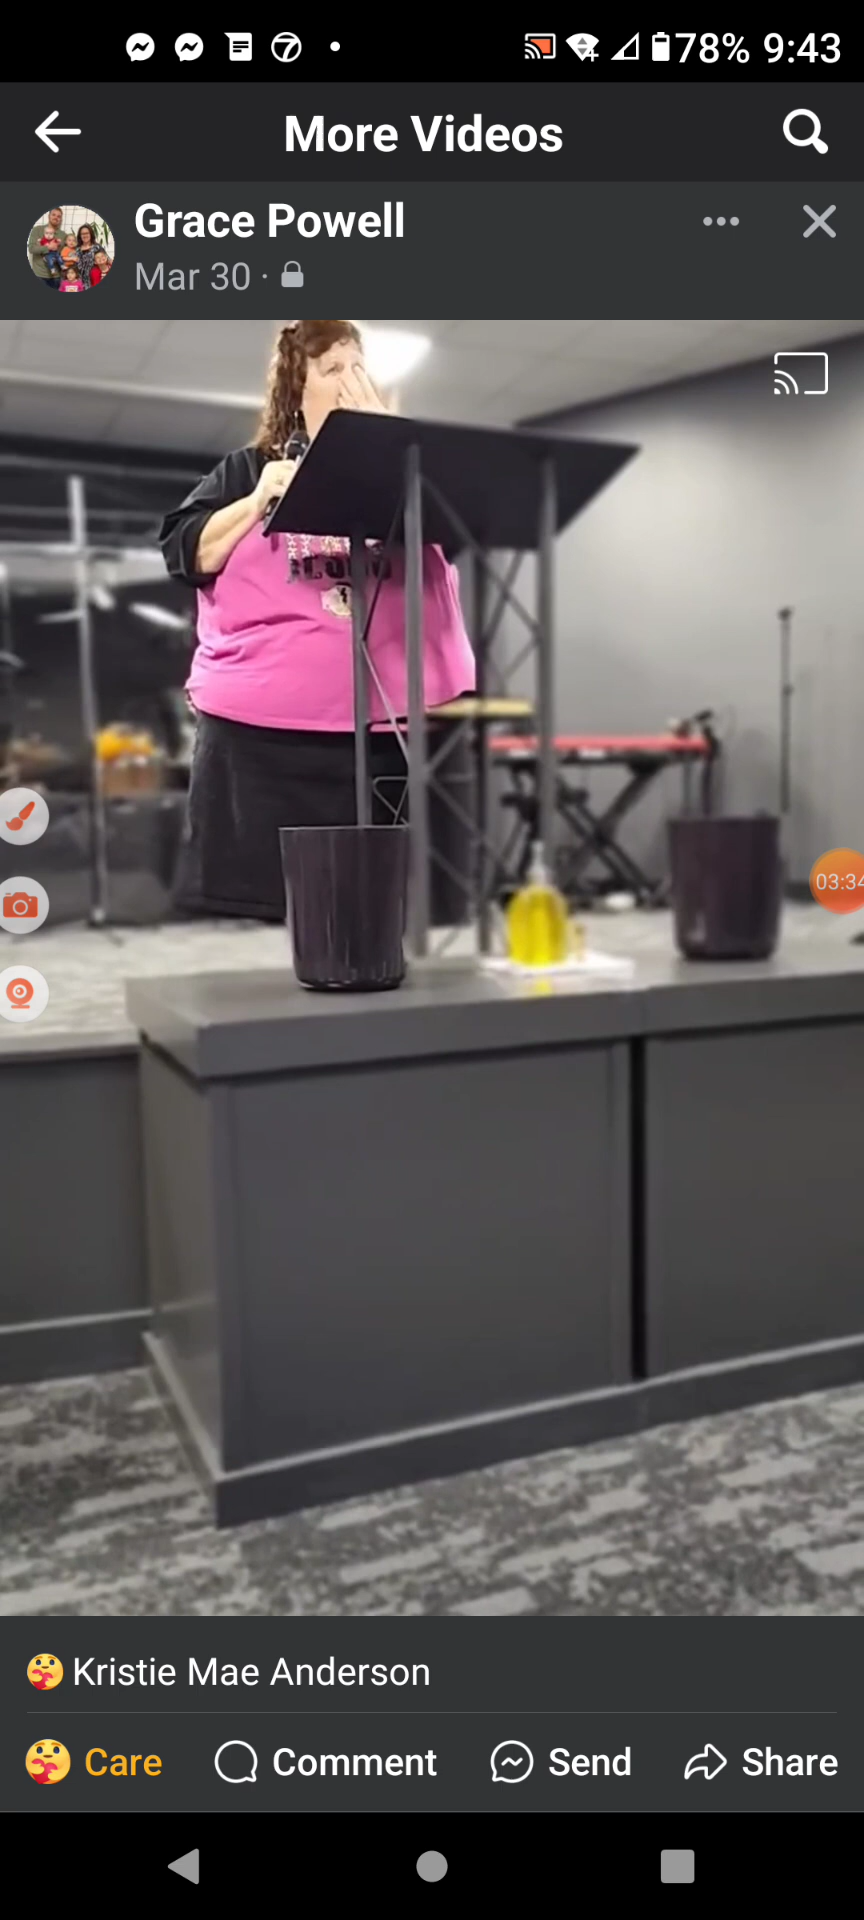 78% 9:43
More Videos
Grace Powell
Mar 30 ·
03:34
Kristie Mae Anderson
Care Comment Send Share